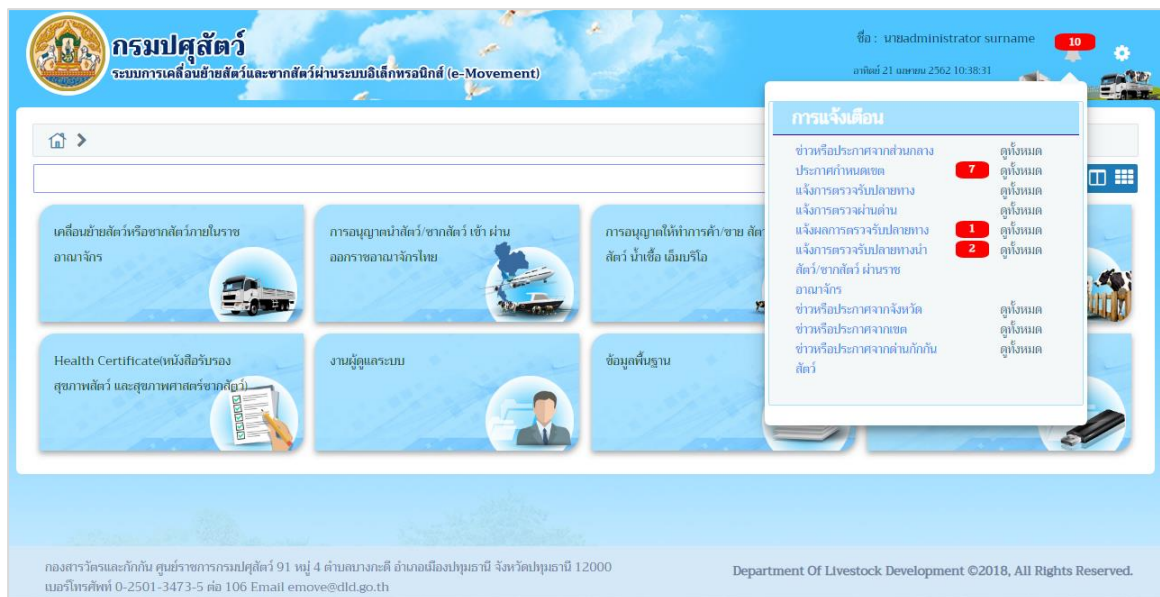 กรมปศุสัตว์
ระบบการเคลื่อนย้ายสัตว์และซากสัตว์ผ่านระบบอิเล็กทรอนิกส์ (e-Movement)
ชื่อ : นายadministrator surname
10
อาทิตย์ 21 เมษายน 2562 10:38:31
การแจ้งเตือน
ข่าวหรือประกาศจากส่วนกลาง ดูทั้งหมด
ประกาศกำหนดเขต 7 ดูทั้งหมด
แจ้งการตรวจรับปลายทาง ดูทั้งหมด
แจ้งการตรวจผ่านด่าน ดูทั้งหมด
แจ้งผลการตรวจรับปลายทาง 1 ดูทั้งหมด
แจ้งการตรวจรับปลายทางนำ 2 ดูทั้งหมด
สัตว์/ซากสัตว์ ผ่านราช
อาณาจักร
ข่าวหรือประกาศจากจังหวัด ดูทั้งหมด
ข่าวหรือประกาศจากเขต ดูทั้งหมด
ข่าวหรือประกาศจากด่านกักกัน ดูทั้งหมด
สัตว์
เคลื่อนย้ายสัตว์หรือซากสัตว์ภายในราช
อาณาจักร
การอนุญาตนำสัตว์/ซากสัตว์ เข้า ผ่าน
ออกราชอาณาจักรไทย
การอนุญาตให้ทำการค้า/ขาย สัตว์
สัตว์ น้ำเชื้อ เอ็มบริโอ
Health Certificate(หนังสือรับรอง
สุขภาพสัตว์ และสุขภาพศาสตร์ซากสัตว์)
งานผู้ดูแลระบบ
ข้อมูลพื้นฐาน
กองสารวัตรและกักกัน ศูนย์ราชการกรมปศุสัตว์ 91 หมู่ 4 ตำบลบางกะดี อำเภอเมืองปทุมธานี จังหวัดปทุมธานี 12000
เบอร์โทรศัพท์ 0-2501-3473-5 ต่อ 106 Email emove@dld.go.th
Department Of Livestock Development ©2018, All Rights Reserved.